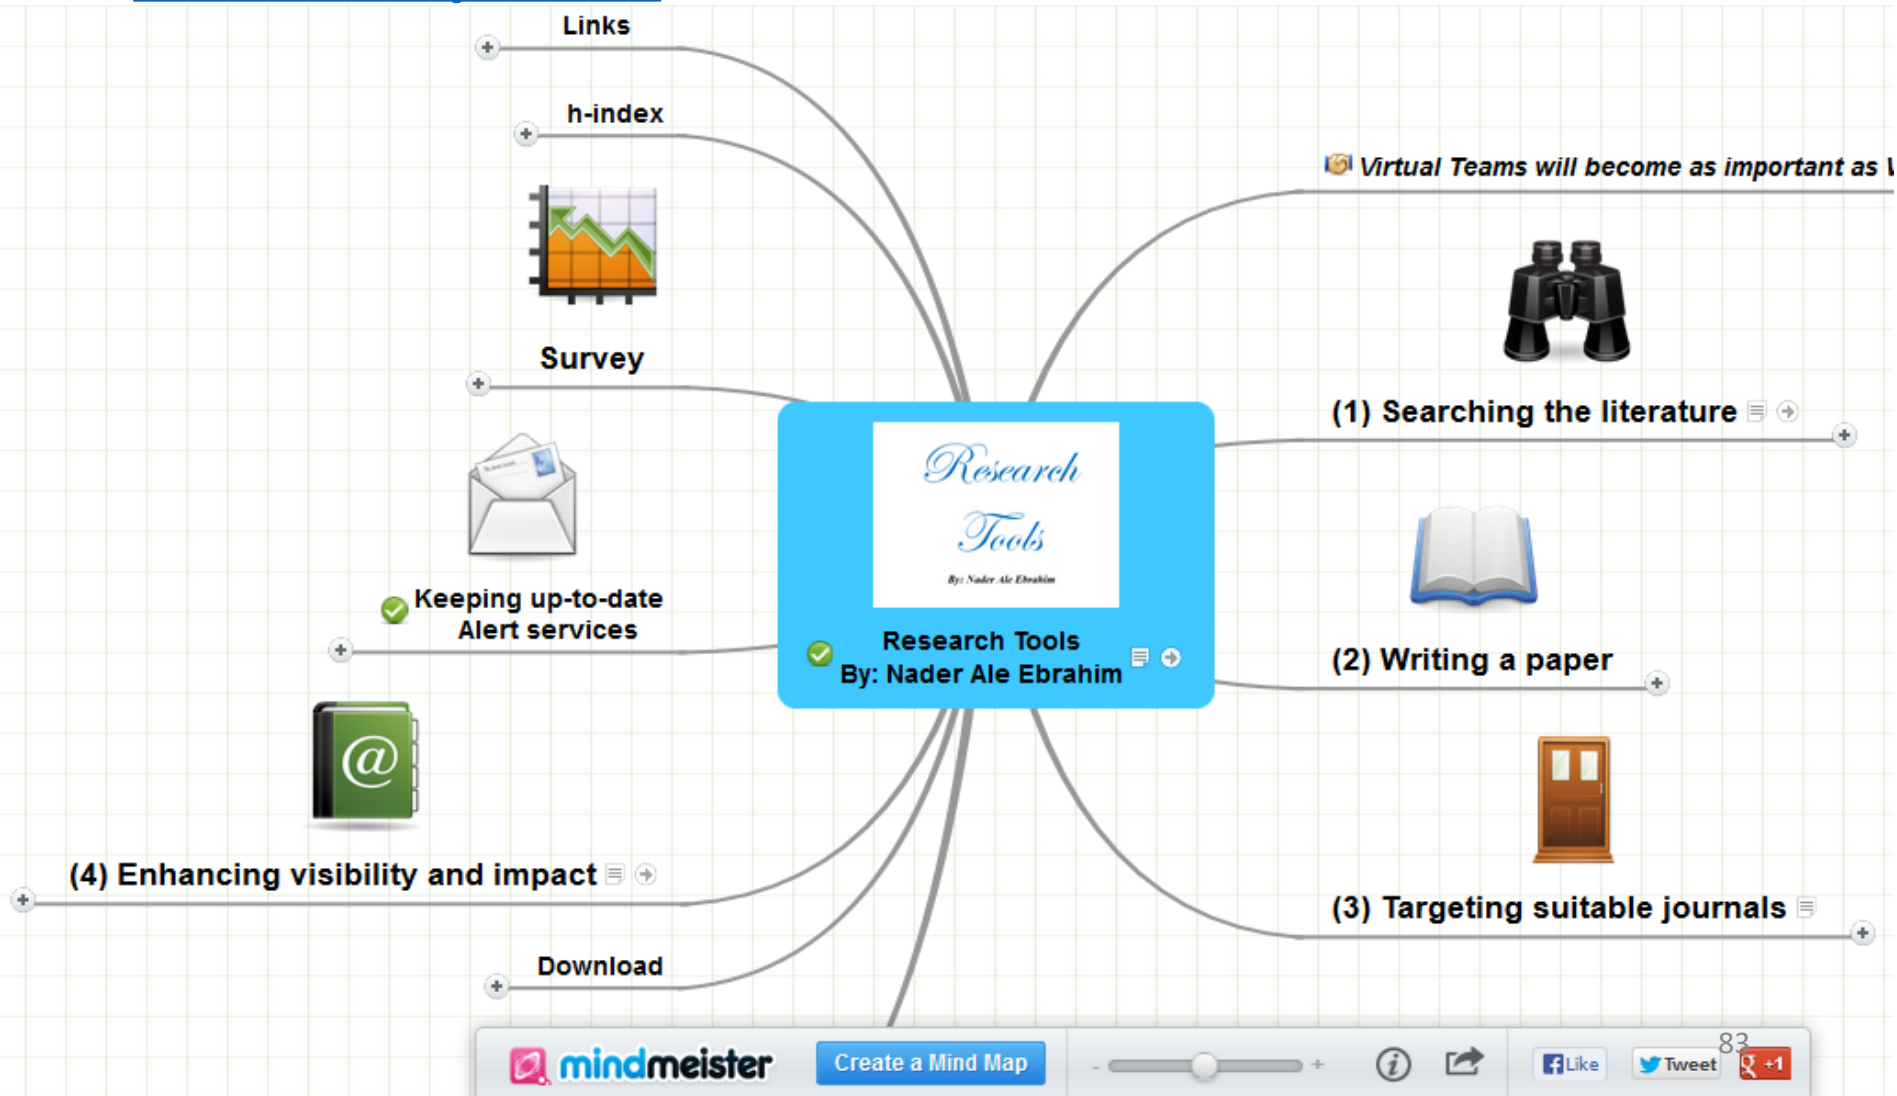 Links
h-index
Virtual Teams will become as important as
Survey
(1) Searching the literature
Research
Tools
By: Nader Ale Ebrahim
Keeping up-to-date
Alert services
Research Tools
By: Nader Ale Ebrahim
(2) Writing a paper
@
(4) Enhancing visibility and impact
(3) Targeting suitable journals
Download
83
mindmeister
Create a Mind Map
- +
Like
Tweet
g +1